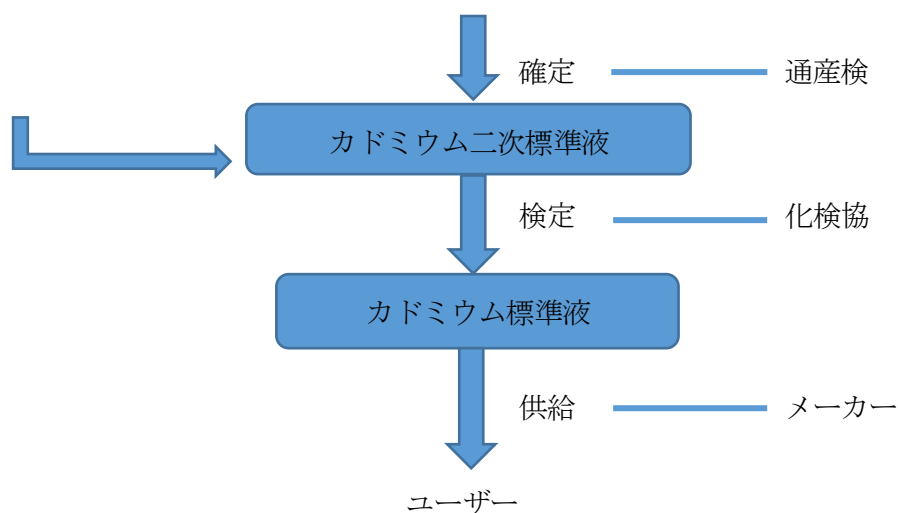 確定 通産検
カドミウム二次標準液
検定 化検協
カドミウム標準液
供給 メーカー
ユーザー